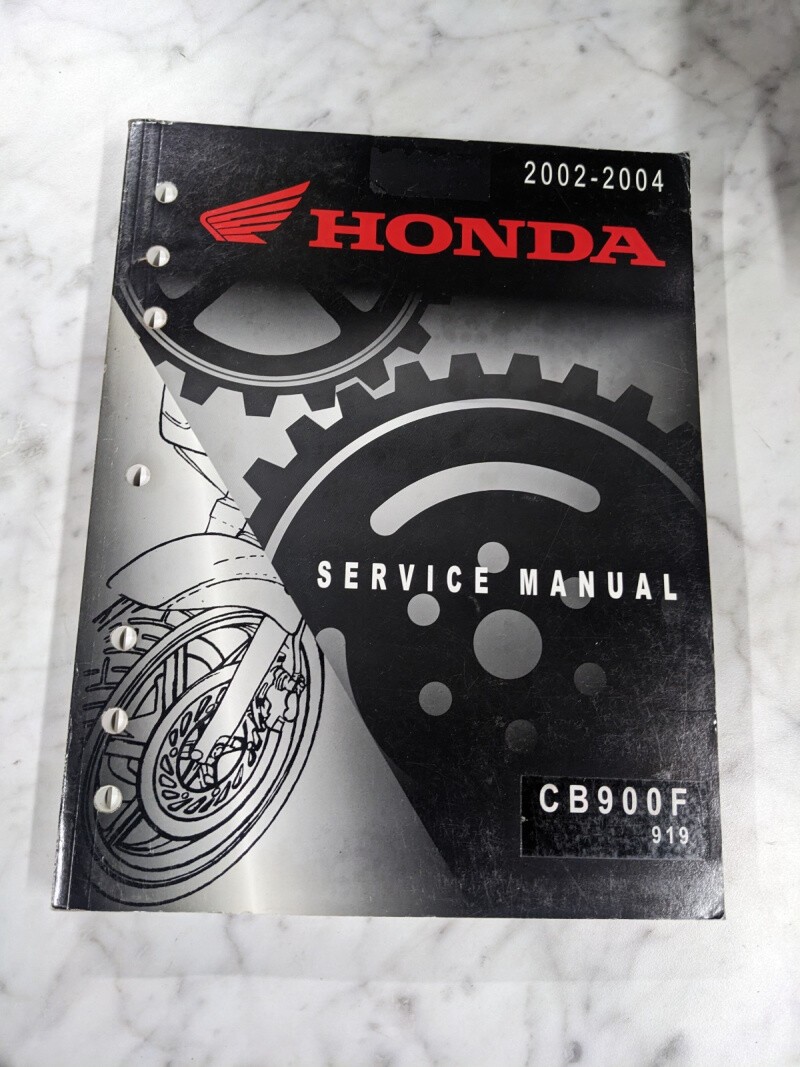 2002-2004
HONDA
SERVICE MANUAL
CB900F
919